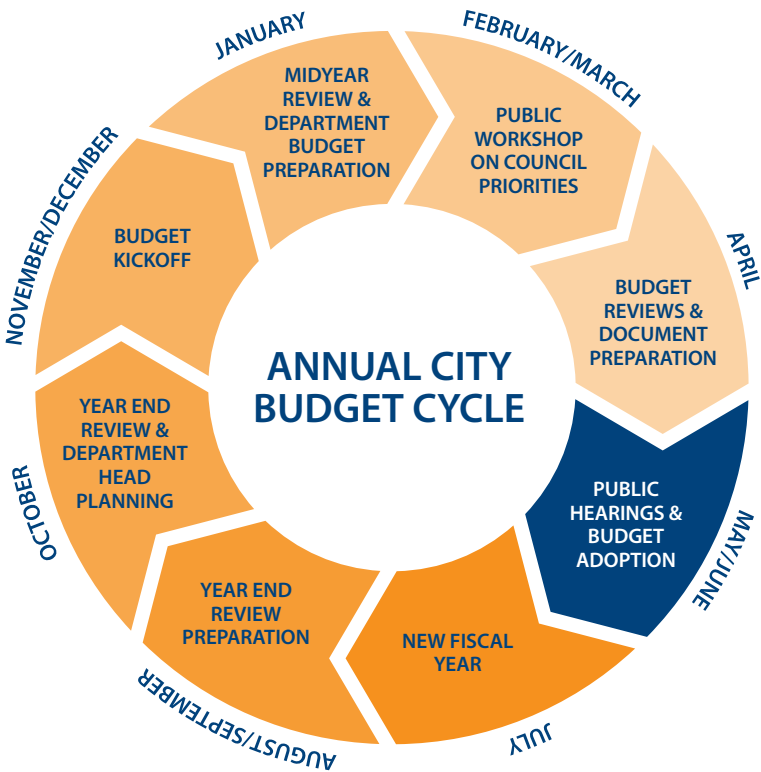 ANNUAL CITY
BUDGET CYCLE
JANUARY
MIDYEAR
REVIEW &
DEPARTMENT
BUDGET
PREPARATION
FEBRUARY/MARCH
PUBLIC
WORKSHOP
ON COUNCIL
PRIORITIES
APRIL
BUDGET
REVIEWS &
DOCUMENT
PREPARATION
MAY/JUNE
PUBLIC
HEARINGS &
BUDGET
ADOPTION
JULY
NEW FISCAL
YEAR
AUGUST/SEPTEMBER
YEAR END
REVIEW
PREPARATION
OCTOBER
YEAR END
REVIEW &
DEPARTMENT
HEAD
PLANNING
NOVEMBER/DECEMBER
BUDGET
KICKOFF